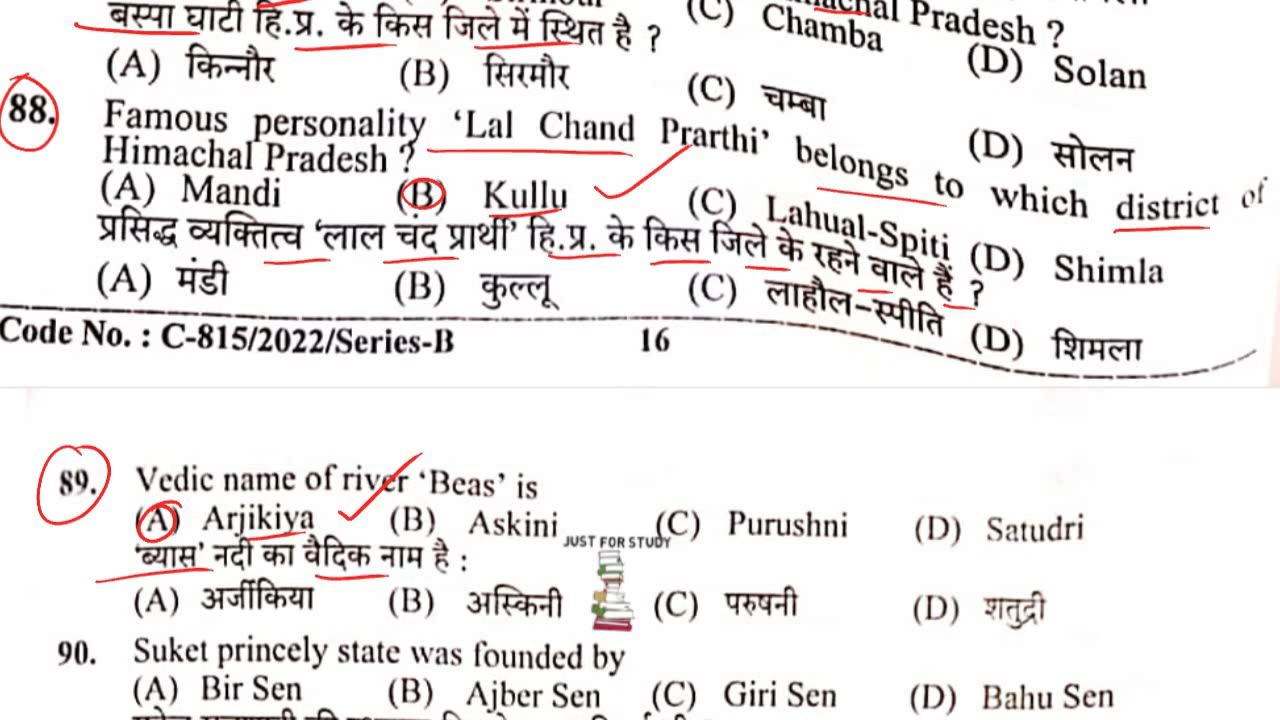 बस्पा घाटी हि.प्र. के किस जिले में स्थित है ?
Pradesh ?
(C) Chamba
(D) Solan
(A) किन्नौर (B) सिरमौर (C) चम्बा (D) सोलन
88. Famous personality ‘Lal Chand Prarthi’ belongs to which district of
Himachal Pradesh ?
(A) Mandi (B) Kullu (C) Lahual-Spiti (D) Shimla
प्रसिद्ध व्यक्तित्व ‘लाल चंद प्रार्थी’ हि.प्र. के किस जिले के रहने वाले हैं ?
(A) मंडी (B) कुल्लू (C) लाहौल-स्पीति (D) शिमला
Code No. : C-815/2022/Series-B 16
89. Vedic name of river ‘Beas’ is
(A) Arjikiya (B) Askini (C) Purushni (D) Satudri
JUST FOR STUDY
‘ब्यास’ नदी का वैदिक नाम है :
(A) अर्जीकिया (B) अस्किनी (C) परुषनी (D) शतुद्री
90. Suket princely state was founded by
(A) Bir Sen (B) Ajber Sen (C) Giri Sen (D) Bahu Sen